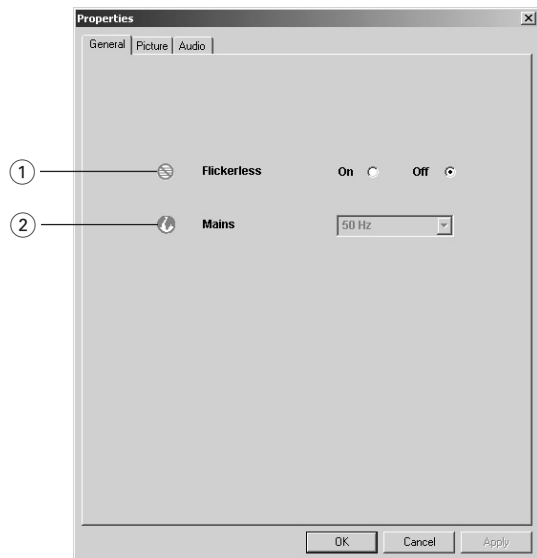 Properties
General Picture Audio
1 Flickerless On Off
2 Mains 50 Hz
OK Cancel Apply